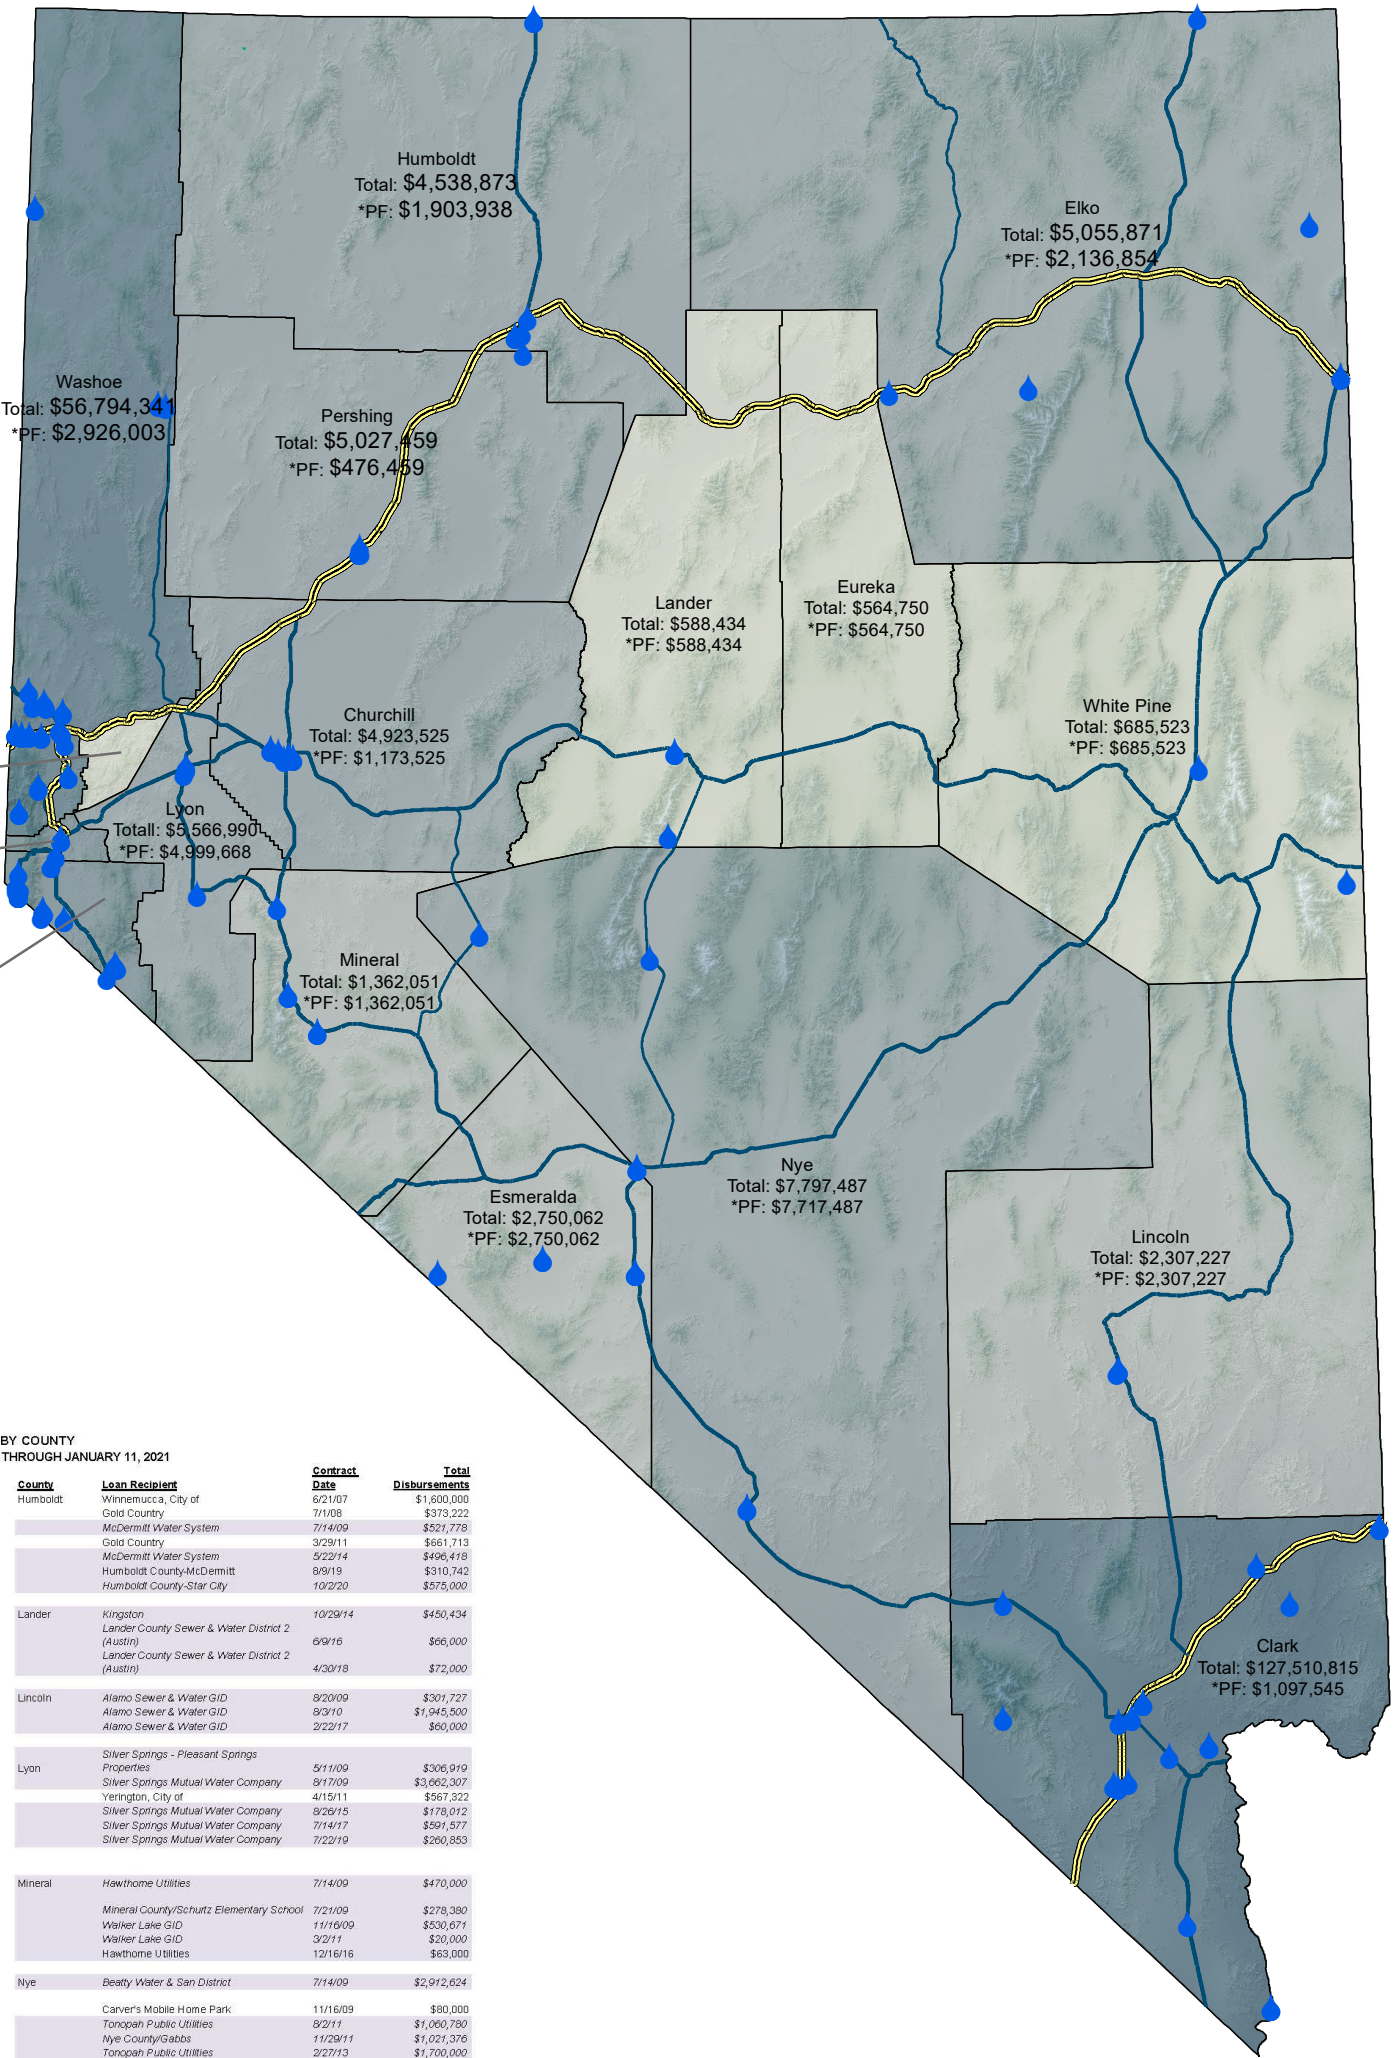 Humboldt
Total: $4,538,873
*PF: $1,903,938
Elko
Total: $5,055,871
*PF: $2,136,854
Washoe
Total: $56,794,341
*PF: $2,926,003
Pershing
Total: $5,027,459
*PF: $476,459
Lander
Total: $588,434
*PF: $588,434
Eureka
Total: $564,750
*PF: $564,750
White Pine
Total: $685,523
*PF: $685,523
Churchill
Total: $4,923,525
*PF: $1,173,525
Lyon
Totall: $5,566,990
*PF: $4,999,668
Mineral
Total: $1,362,051
*PF: $1,362,051
Nye
Total: $7,797,487
*PF: $7,717,487
Esmeralda
Total: $2,750,062
*PF: $2,750,062
Lincoln
Total: $2,307,227
*PF: $2,307,227
Clark
Total: $127,510,815
*PF: $1,097,545
BY COUNTY
THROUGH JANUARY 11, 2021
Contract Total
County Loan Recipient Date Disbursements
Humboldt Winnemucca, City of 6/21/07 $1,600,000
Gold Country 7/1/08 $373,222
McDermitt Water System 7/14/09 $521,778
Gold Country 3/29/11 $661,713
McDermitt Water System 5/22/14 $496,418
Humboldt County-McDermitt 8/9/19 $310,742
Humboldt County-Star City 10/2/20 $575,000
Lander Kingston 10/29/14 $450,434
Lander County Sewer & Water District 2
(Austin) 6/9/16 $66,000
Lander County Sewer & Water District 2
(Austin) 4/30/18 $72,000
Lincoln Alamo Sewer & Water GID 8/20/09 $301,727
Alamo Sewer & Water GID 8/3/10 $1,945,500
Alamo Sewer & Water GID 2/22/17 $60,000
Silver Springs - Pleasant Springs
Lyon Properties 5/11/09 $306,919
Silver Springs Mutual Water Company 8/17/09 $3,662,307
Yerington, City of 4/15/11 $567,322
Silver Springs Mutual Water Company 8/26/15 $178,012
Silver Springs Mutual Water Company 7/14/17 $591,577
Silver Springs Mutual Water Company 7/22/19 $260,853
Mineral Hawthorne Utilities 7/14/09 $470,000
Mineral County/Schurtz Elementary School 7/21/09 $278,380
Walker Lake GID 11/16/09 $530,671
Walker Lake GID 3/2/11 $20,000
Hawthorne Utilities 12/16/16 $63,000
Nye Beatty Water & San District 7/14/09 $2,912,624
Carver's Mobile Home Park 11/16/09 $80,000
Tonopah Public Utilities 8/2/11 $1,060,780
Nye County/Gabbs 11/29/11 $1,021,376
Tonopah Public Utilities 2/27/13 $1,700,000